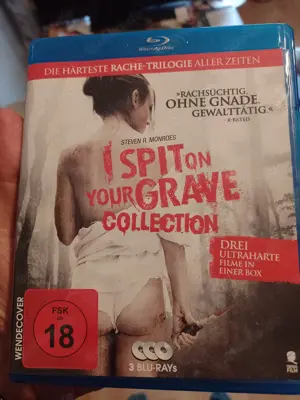 Blu-ray Disc
DIE HÄRTESTE RACHE-TRILOGIE ALLER ZEITEN
»RACHSÜCHTIG.
OHNE GNADE.
GEWALTTÄTIG.«
X-RATED
STEVEN R. MONROES
I SPIT ON
YOUR GRAVE
COLLECTION
DREI
ULTRAHARTE
FILME IN
EINER BOX
WENDECOVER
FSK
ab
18
3 BLU-RAYs